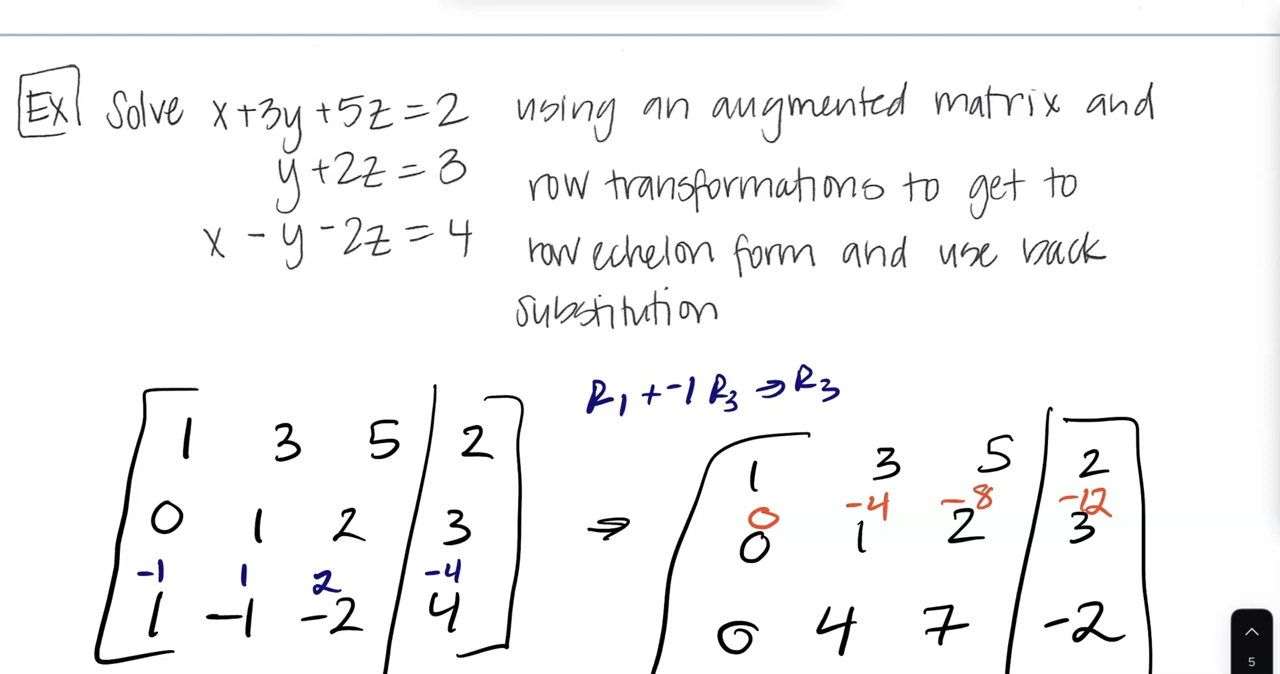 Ex Solve x+3y+5z=2 using an augmented matrix and
y+2z=3 row transformations to get to
x-y-2z=4 row echelon form and use back
substitution
R1+-1R3⇒R3
1 3 5 2
0 1 2 3
-1 1 2 -4
1 -1 -2 4
⇒
1 3 5 2
0 -4 -8 -12
0 1 2 3
0 4 7 -2
5